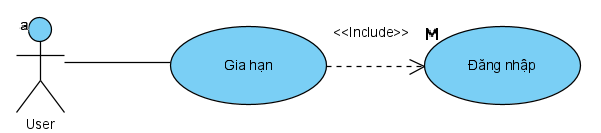 a
<<Include>>
M
Gia hạn
Đăng nhập
User